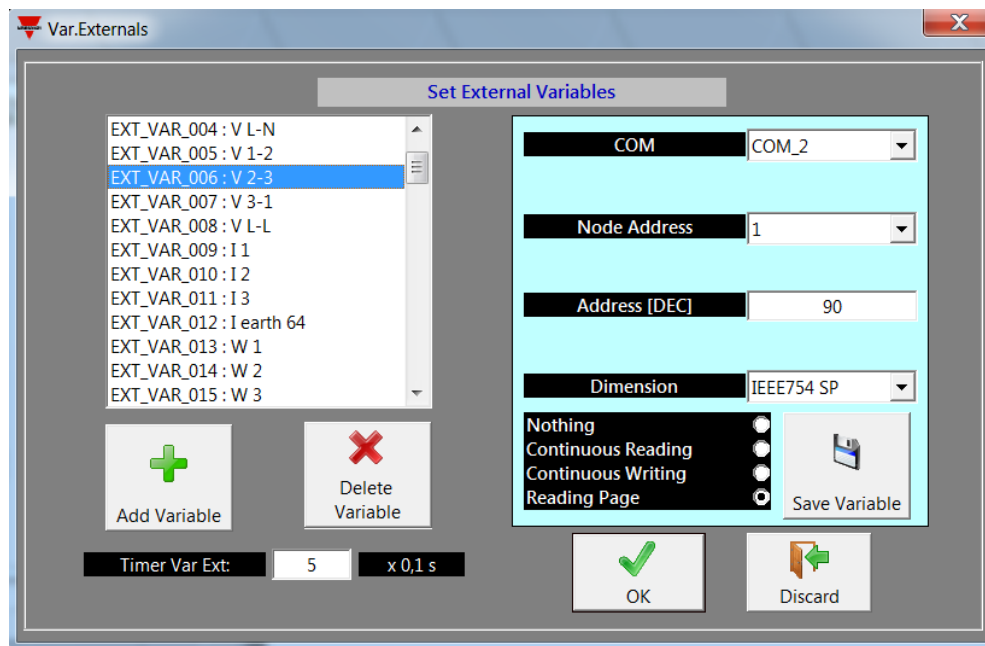 Var.Externals
X
Set External Variables
EXT_VAR_004 : V L-N
EXT_VAR_005 : V 1-2
EXT_VAR_006 : V 2-3
EXT_VAR_007 : V 3-1
EXT_VAR_008 : V L-L
EXT_VAR_009 : I 1
EXT_VAR_010 : I 2
EXT_VAR_011 : I 3
EXT_VAR_012 : I earth 64
EXT_VAR_013 : W 1
EXT_VAR_014 : W 2
EXT_VAR_015 : W 3
Add Variable
Delete
Variable
Timer Var Ext: 5 x 0,1 s
COM COM_2
Node Address 1
Address [DEC] 90
Dimension IEEE754 SP
Nothing
Continuous Reading
Continuous Writing
Reading Page
Save Variable
OK
Discard